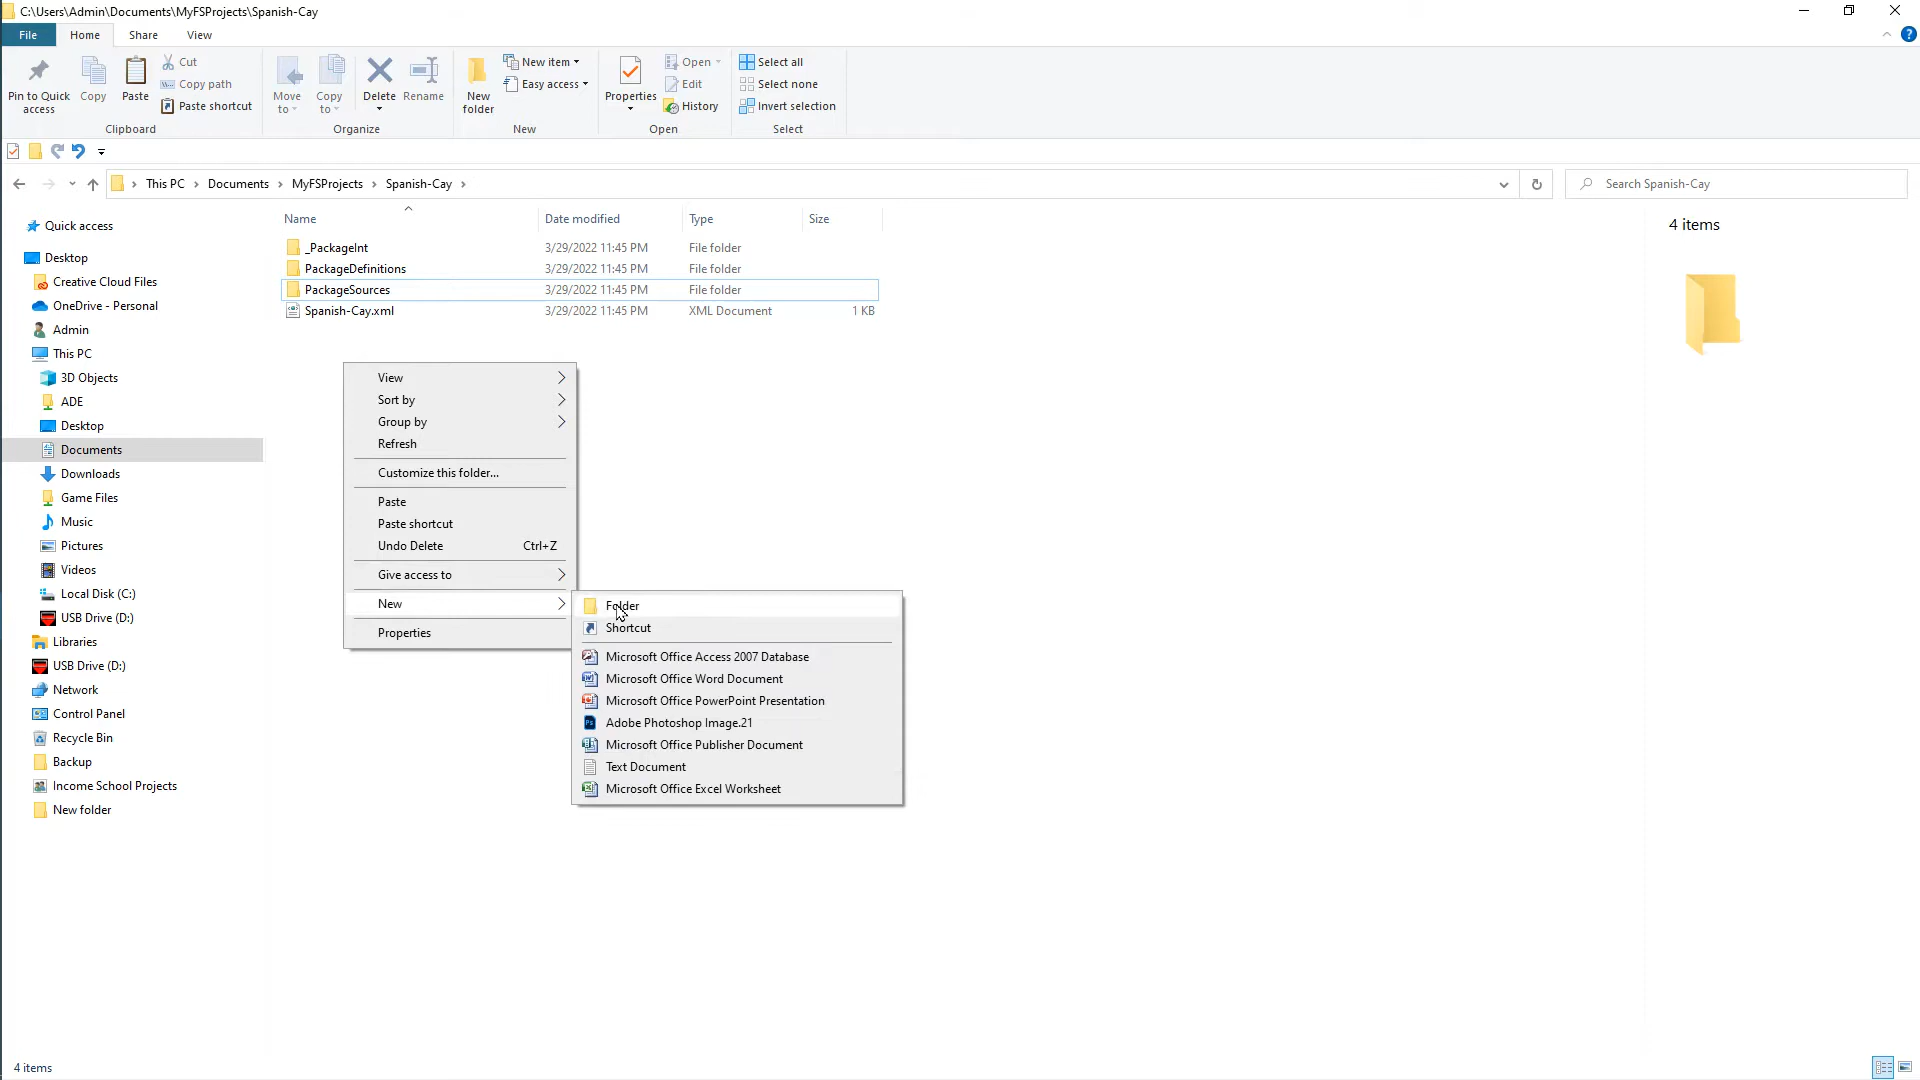 C:\Users\Admin\Documents\MyFSProjects\Spanish-Cay
File Home Share View
?
Pin to Quick access
Copy
Paste
Cut
Copy path
Paste shortcut
Clipboard
Move to
Copy to
Delete
Rename
Organize
New folder
New item
Easy access
New
Properties
Open
Edit
History
Open
Select all
Select none
Invert selection
Select
This PC > Documents > MyFSProjects > Spanish-Cay >
Search Spanish-Cay
Quick access
Desktop
Creative Cloud Files
OneDrive - Personal
Admin
This PC
3D Objects
ADE
Desktop
Documents
Downloads
Game Files
Music
Pictures
Videos
Local Disk (C:)
USB Drive (D:)
Libraries
USB Drive (D:)
Network
Control Panel
Recycle Bin
Backup
Income School Projects
New folder
Name Date modified Type Size
_PackageInt 3/29/2022 11:45 PM File folder
PackageDefinitions 3/29/2022 11:45 PM File folder
PackageSources 3/29/2022 11:45 PM File folder
Spanish-Cay.xml 3/29/2022 11:45 PM XML Document 1 KB
View
Sort by
Group by
Refresh
Customize this folder...
Paste
Paste shortcut
Undo Delete Ctrl+Z
Give access to
New
Properties
Folder
Shortcut
Microsoft Office Access 2007 Database
Microsoft Office Word Document
Microsoft Office PowerPoint Presentation
Adobe Photoshop Image.21
Microsoft Office Publisher Document
Text Document
Microsoft Office Excel Worksheet
4 items
4 items